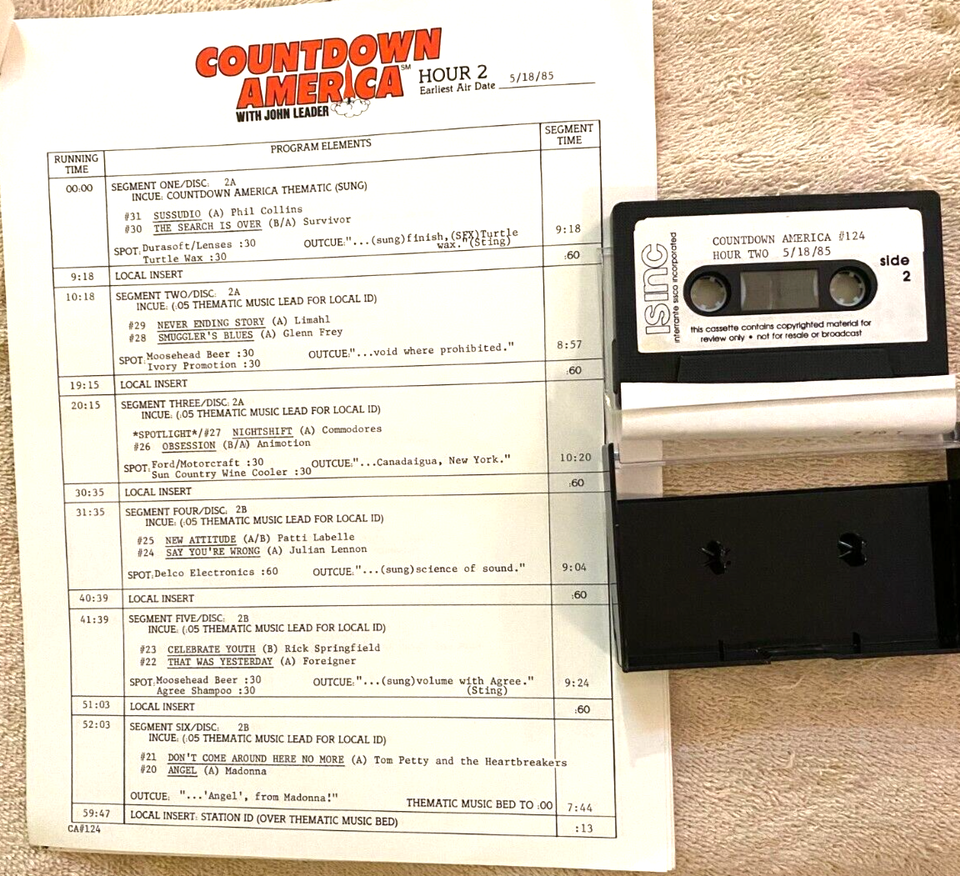 COUNTDOWN
AMERICA℠
WITH JOHN LEADER
HOUR 2
Earliest Air Date 5/18/85
RUNNING TIME
PROGRAM ELEMENTS
SEGMENT TIME
00:00
SEGMENT ONE/DISC: 2A
INCUE: COUNTDOWN AMERICA THEMATIC (SUNG)
#31 SUSSUDIO (A) Phil Collins
#30 THE SEARCH IS OVER (B/A) Survivor
9:18
SPOT: Durasoft/Lenses :30 OUTCUE:"...(sung)finish,(SFX)Turtle
Turtle Wax :30 wax."(Sting)
:60
9:18 LOCAL INSERT
10:18
SEGMENT TWO/DISC: 2A
INCUE: (:05 THEMATIC MUSIC LEAD FOR LOCAL ID)
#29 NEVER ENDING STORY (A) Limahl
#28 SMUGGLER'S BLUES (A) Glenn Frey
SPOT: Moosehead Beer :30 OUTCUE:"...void where prohibited."
Ivory Promotion :30
8:57
:60
19:15 LOCAL INSERT
20:15
SEGMENT THREE/DISC: 2A
INCUE: (:05 THEMATIC MUSIC LEAD FOR LOCAL ID)
*SPOTLIGHT*/#27 NIGHTSHIFT (A) Commodores
#26 OBSESSION (B/A) Animotion
SPOT: Ford/Motorcraft :30 OUTCUE:"...Canadaigua, New York."
Sun Country Wine Cooler :30
10:20
:60
30:35 LOCAL INSERT
31:35
SEGMENT FOUR/DISC: 2B
INCUE: (:05 THEMATIC MUSIC LEAD FOR LOCAL ID)
#25 NEW ATTITUDE (A/B) Patti Labelle
#24 SAY YOU'RE WRONG (A) Julian Lennon
SPOT: Delco Electronics :60 OUTCUE:"...(sung)science of sound."
9:04
40:39 LOCAL INSERT :60
41:39
SEGMENT FIVE/DISC: 2B
INCUE: (:05 THEMATIC MUSIC LEAD FOR LOCAL ID)
#23 CELEBRATE YOUTH (B) Rick Springfield
#22 THAT WAS YESTERDAY (A) Foreigner
SPOT: Moosehead Beer :30 OUTCUE:"...(sung)volume with Agree."
Agree Shampoo :30 (Sting)
9:24
51:03 LOCAL INSERT :60
52:03
SEGMENT SIX/DISC: 2B
INCUE: (:05 THEMATIC MUSIC LEAD FOR LOCAL ID)
#21 DON'T COME AROUND HERE NO MORE (A) Tom Petty and the Heartbreakers
#20 ANGEL (A) Madonna
OUTCUE: "...'Angel', from Madonna!" THEMATIC MUSIC BED TO :00
7:44
59:47 LOCAL INSERT: STATION ID (OVER THEMATIC MUSIC BED) :13
CA#124
ISINC
interrante sisco incorporated
COUNTDOWN AMERICA #124
HOUR TWO 5/18/85
side
2
this cassette contains copyrighted material for
review only • not for resale or broadcast